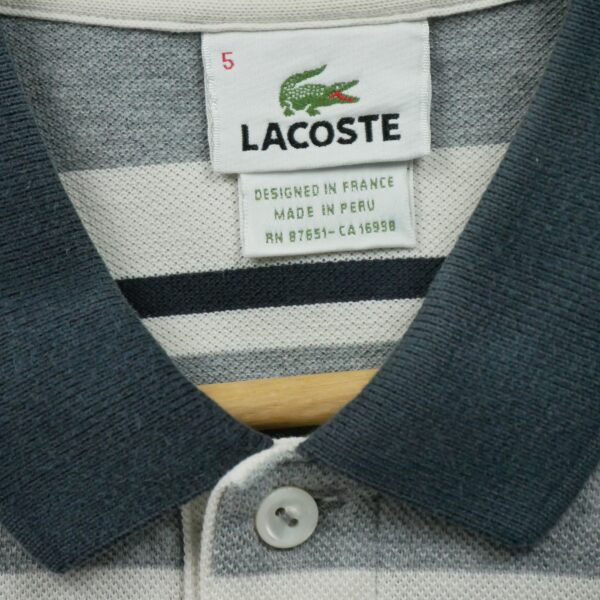 5
LACOSTE
DESIGNED IN FRANCE
MADE IN PERU
RN 87651-CA 16998